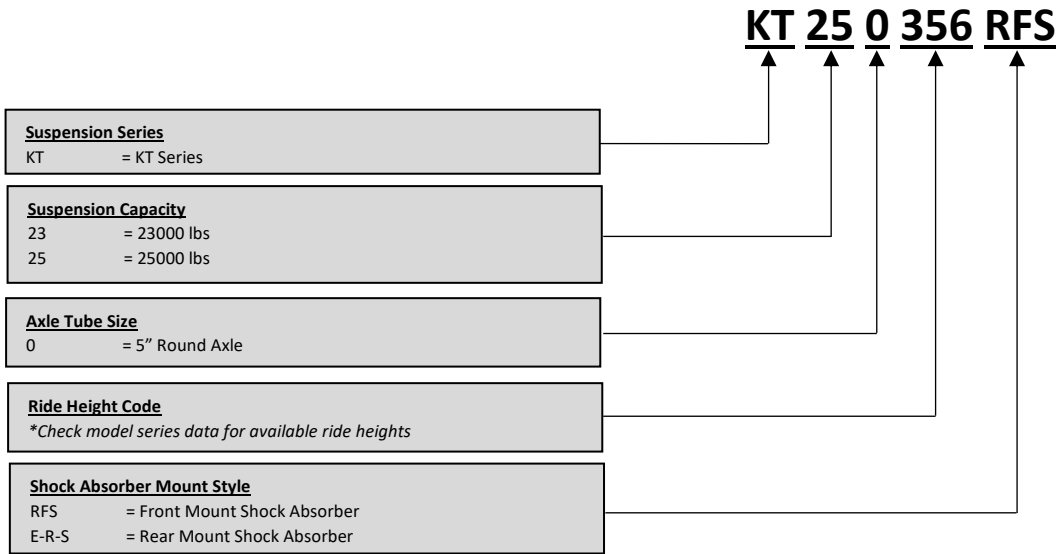 KT 25 0 356 RFS
Suspension Series
KT = KT Series
Suspension Capacity
23 = 23000 lbs
25 = 25000 lbs
Axle Tube Size
0 = 5” Round Axle
Ride Height Code
*Check model series data for available ride heights
Shock Absorber Mount Style
RFS = Front Mount Shock Absorber
E-R-S = Rear Mount Shock Absorber